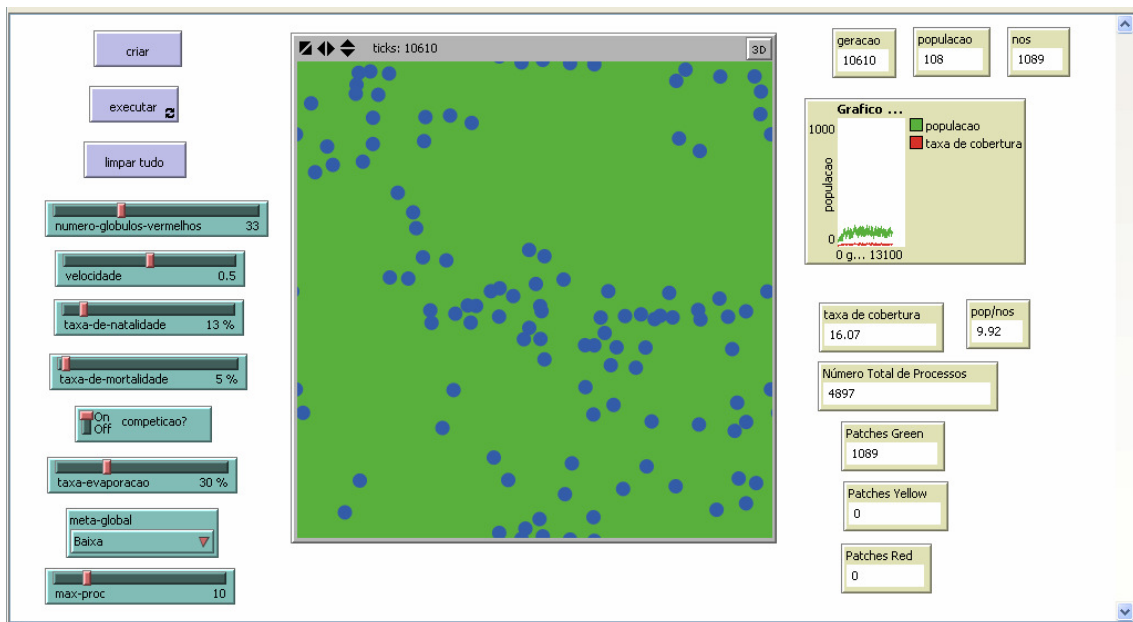 criar
executar
limpar tudo
numero-globulos-vermelhos 33
velocidade 0.5
taxa-de-natalidade 13 %
taxa-de-mortalidade 5 %
On
Off
competicao?
taxa-evaporacao 30 %
meta-global
Baixa
max-proc 10
ticks: 10610
3D
geracao
10610
populacao
108
nos
1089
Grafico ...
1000
populacao
0
0 g... 13100
populacao
taxa de cobertura
taxa de cobertura
16.07
pop/nos
9.92
Número Total de Processos
4897
Patches Green
1089
Patches Yellow
0
Patches Red
0